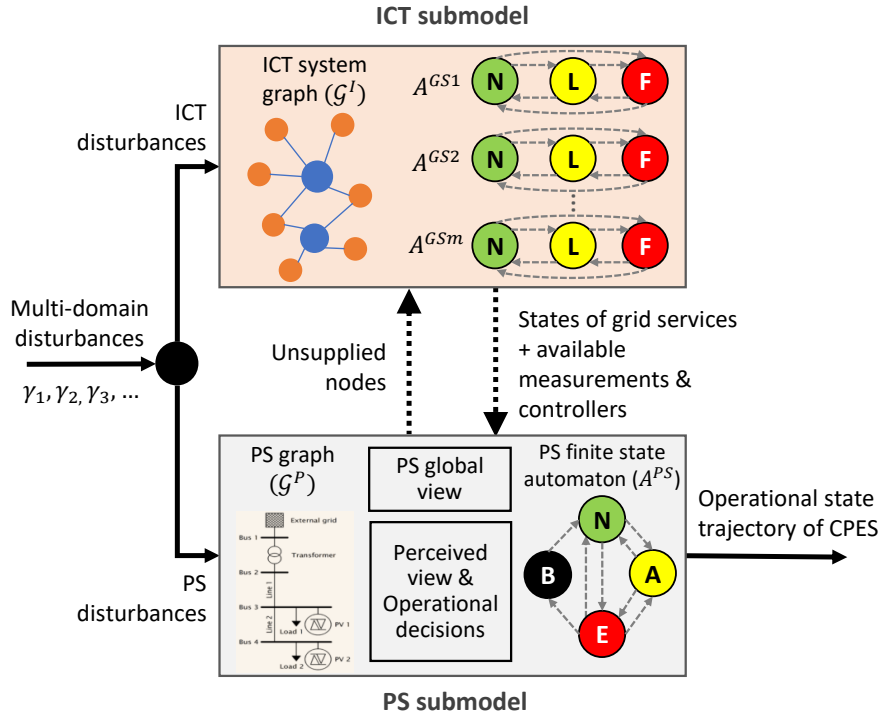 ICT submodel
ICT system
graph (𝒢ᴵ)
A^{GS1}
N
L
F
A^{GS2}
N
L
F
A^{GSm}
N
L
F
ICT
disturbances
Multi-domain
disturbances
γ₁, γ₂, γ₃, ...
Unsupplied
nodes
States of grid services
+ available
measurements &
controllers
PS
disturbances
PS graph
(𝒢ᴾ)
External grid
Bus 1
Transformer
Bus 2
Line 1
Bus 3
Line 2
Load 1
PV 1
Bus 4
Load 2
PV 2
PS global
view
Perceived
view &
Operational
decisions
PS finite state
automaton (A^{PS})
N
B
A
E
Operational state
trajectory of CPES
PS submodel